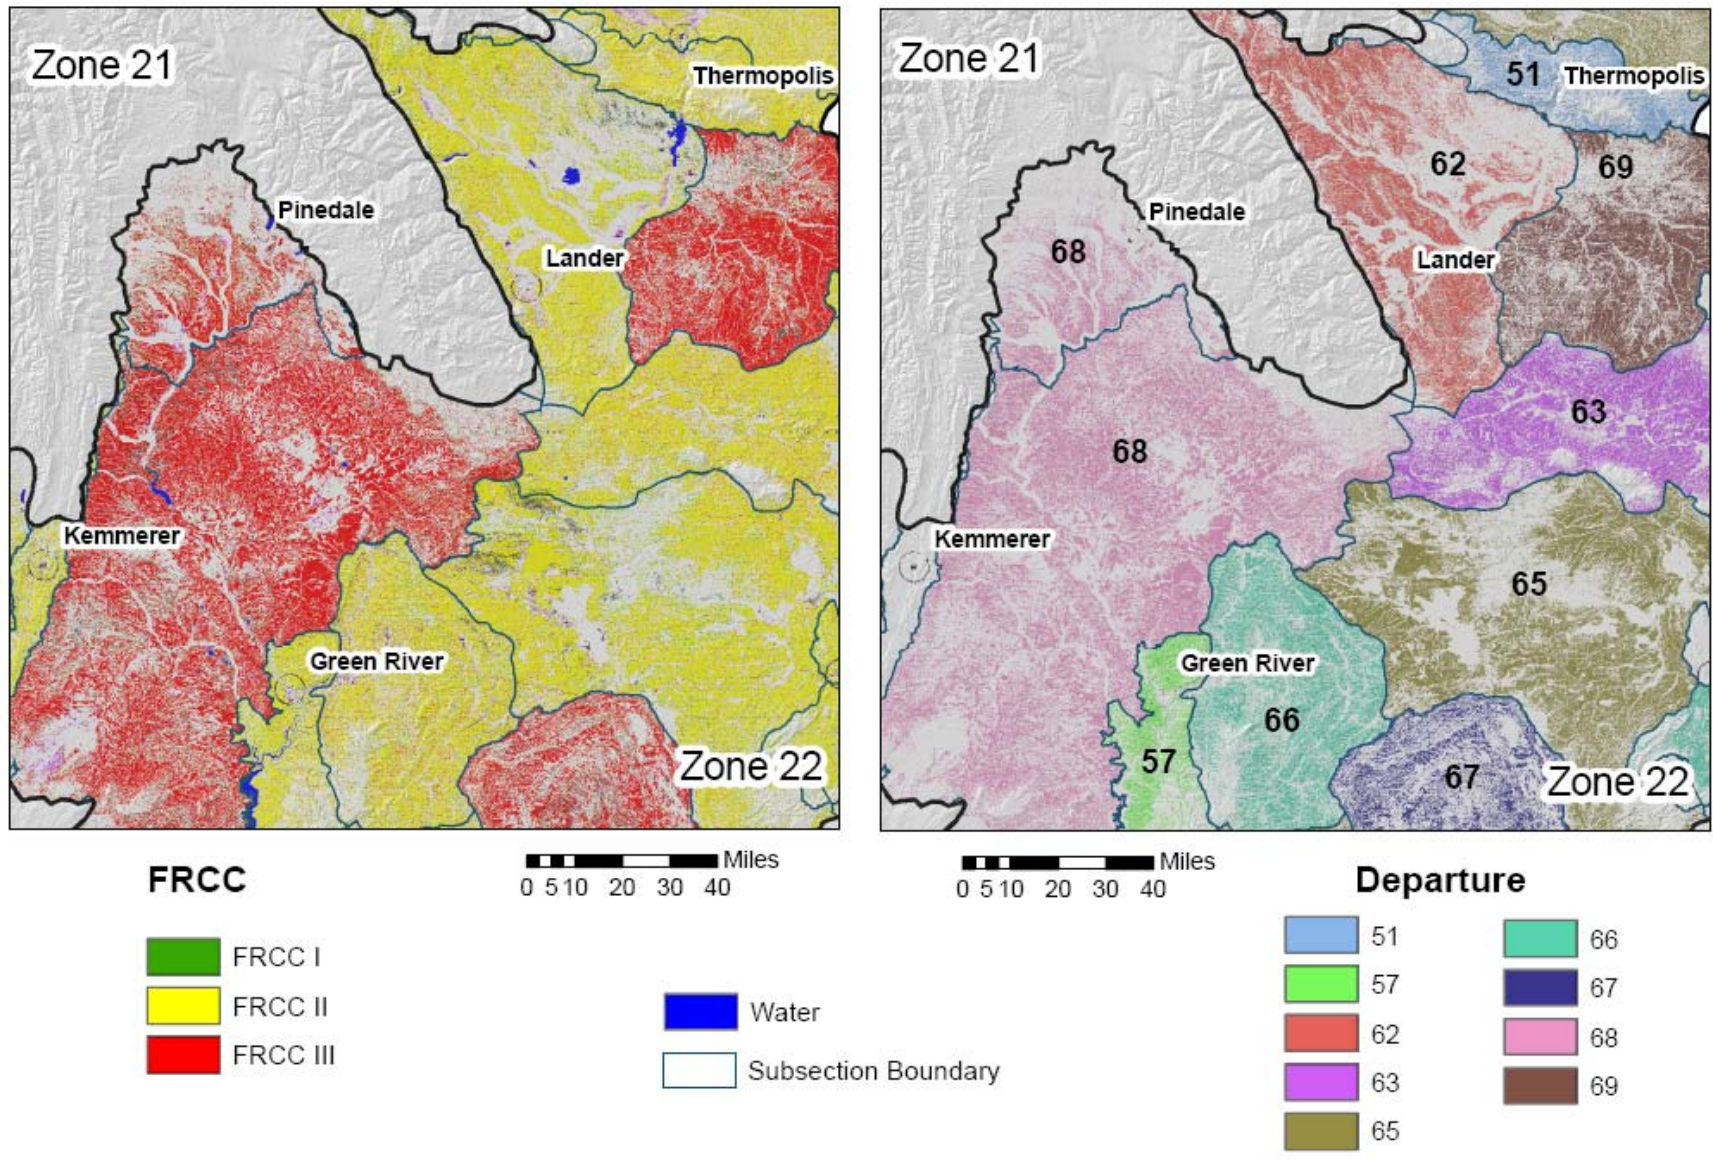 Zone 21
Thermopolis
Pinedale
Lander
Kemmerer
Green River
Zone 22
Zone 21
51
Thermopolis
62
69
Pinedale
68
Lander
63
68
Kemmerer
65
Green River
66
57
67
Zone 22
Miles
0 5 10 20 30 40
Miles
0 5 10 20 30 40
FRCC
FRCC I
FRCC II
FRCC III
Water
Subsection Boundary
Departure
51
57
62
63
65
66
67
68
69